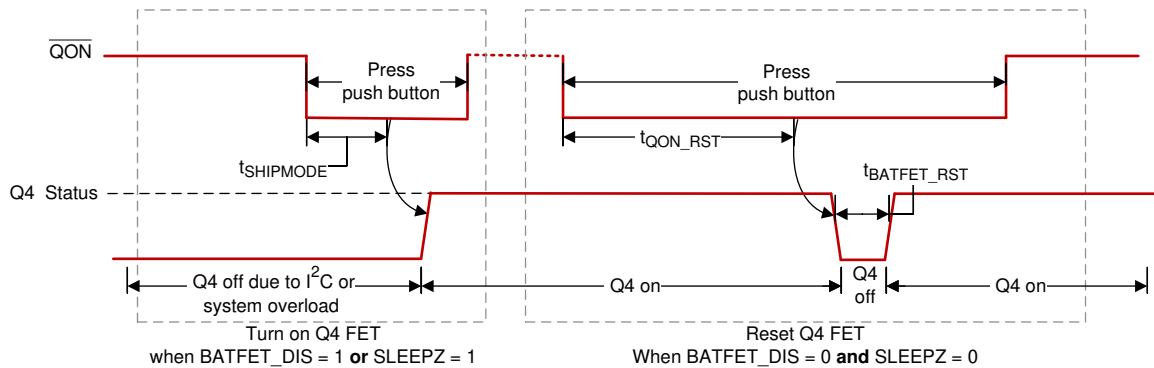 QON
Press
push button
Press
push button
tSHIPMODE
tQON_RST
tBATFET_RST
Q4 Status
Q4 off due to I2C or
system overload
Q4 on
Q4
off
Q4 on
Turn on Q4 FET
when BATFET_DIS = 1 or SLEEPZ = 1
Reset Q4 FET
When BATFET_DIS = 0 and SLEEPZ = 0